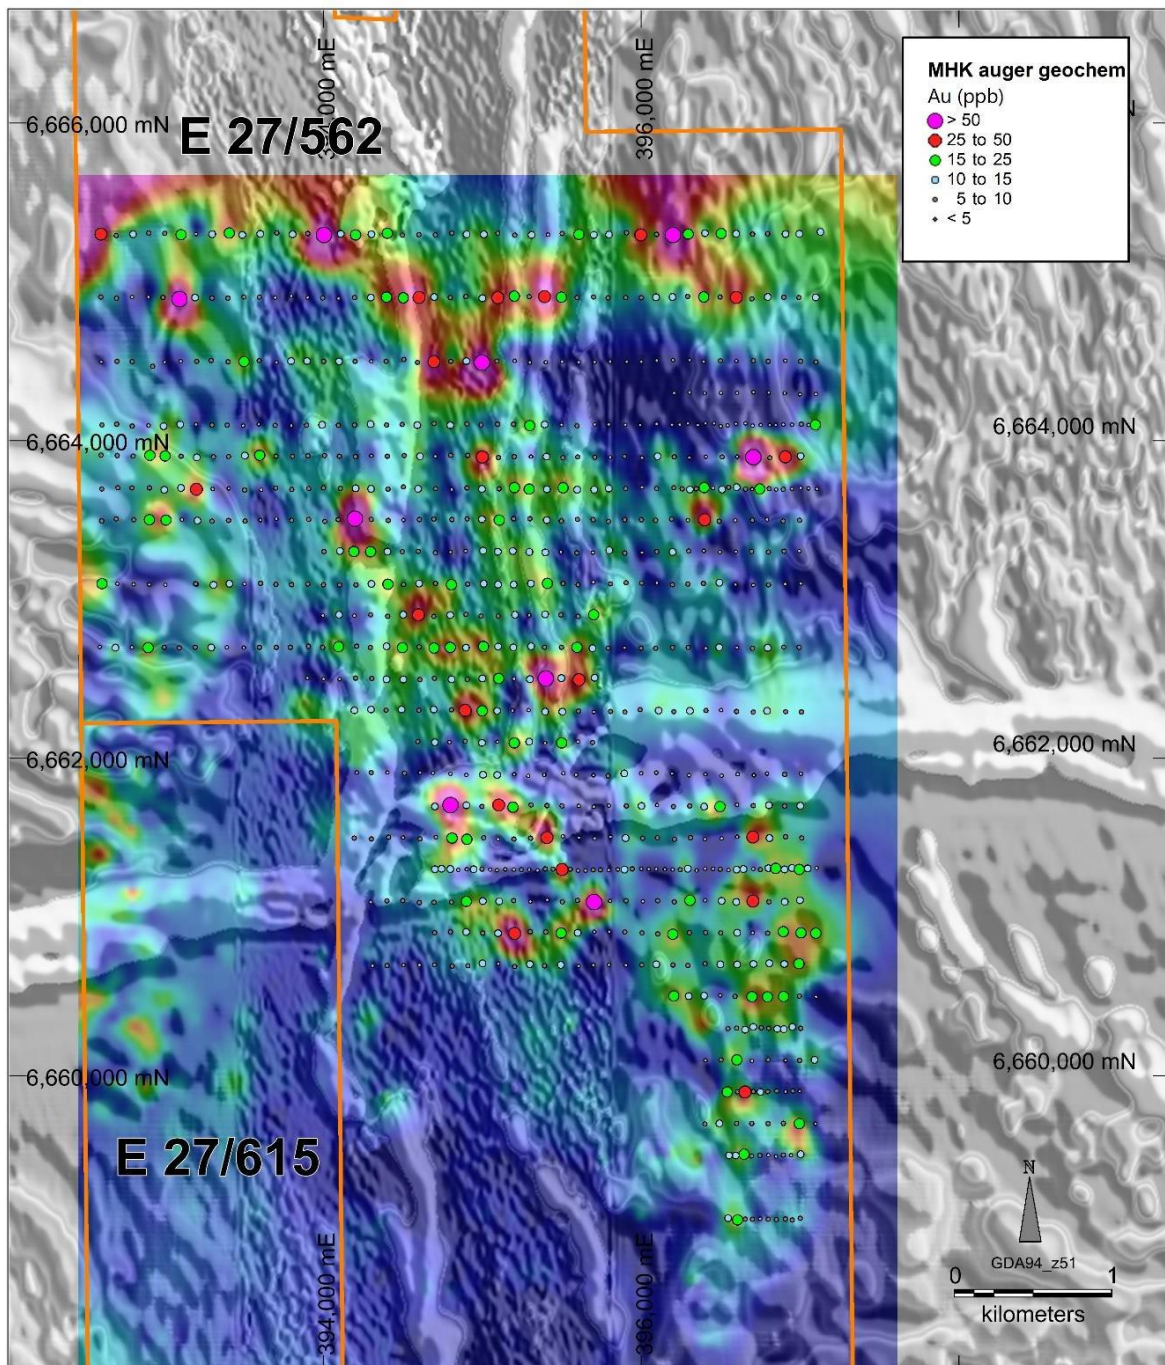 394,000 mE
396,000 mE
MHK auger geochem
Au (ppb)
> 50
25 to 50
15 to 25
10 to 15
5 to 10
< 5
N
6,666,000 mN
E 27/562
6,664,000 mN
6,664,000 mN
6,662,000 mN
6,662,000 mN
6,660,000 mN
6,660,000 mN
E 27/615
N
GDA94_z51
0 1
kilometers
394,000 mE
396,000 mE